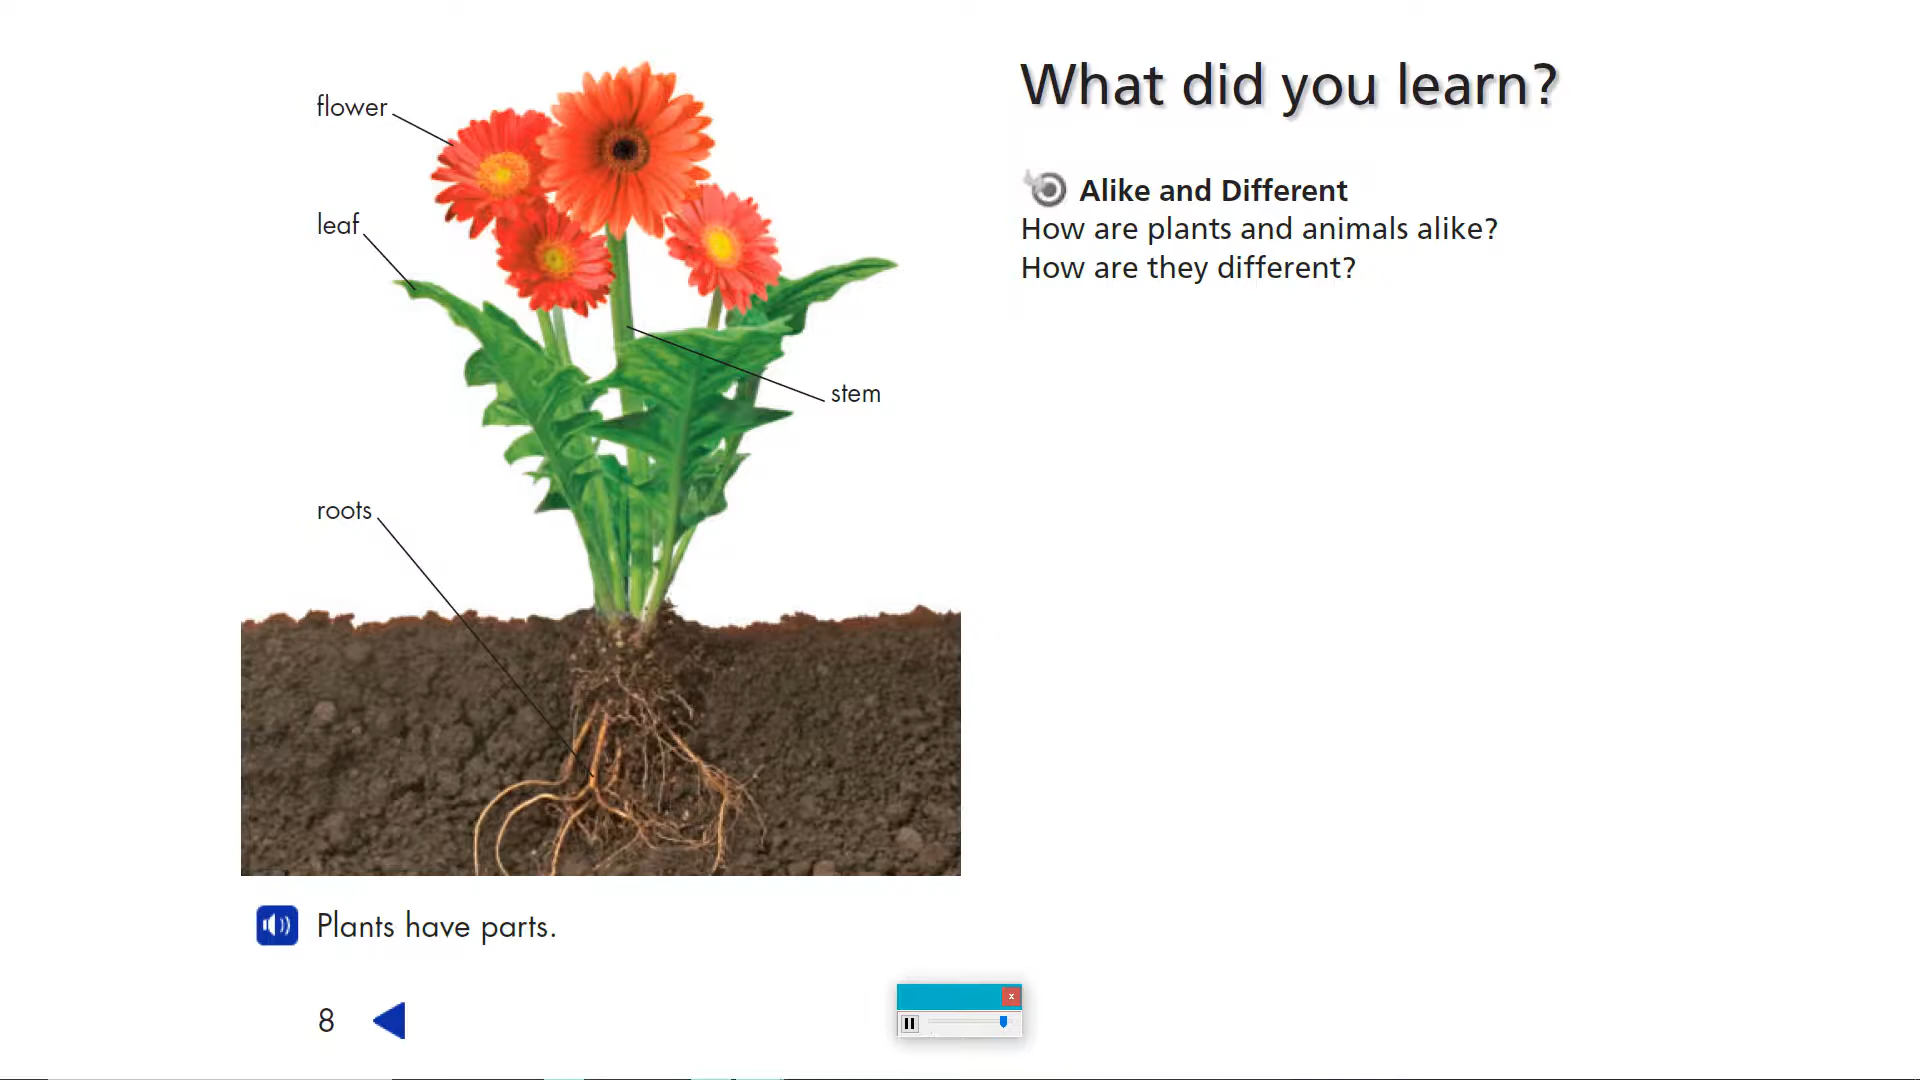 flower
leaf
stem
roots
Plants have parts.
8
What did you learn?
Alike and Different
How are plants and animals alike?
How are they different?